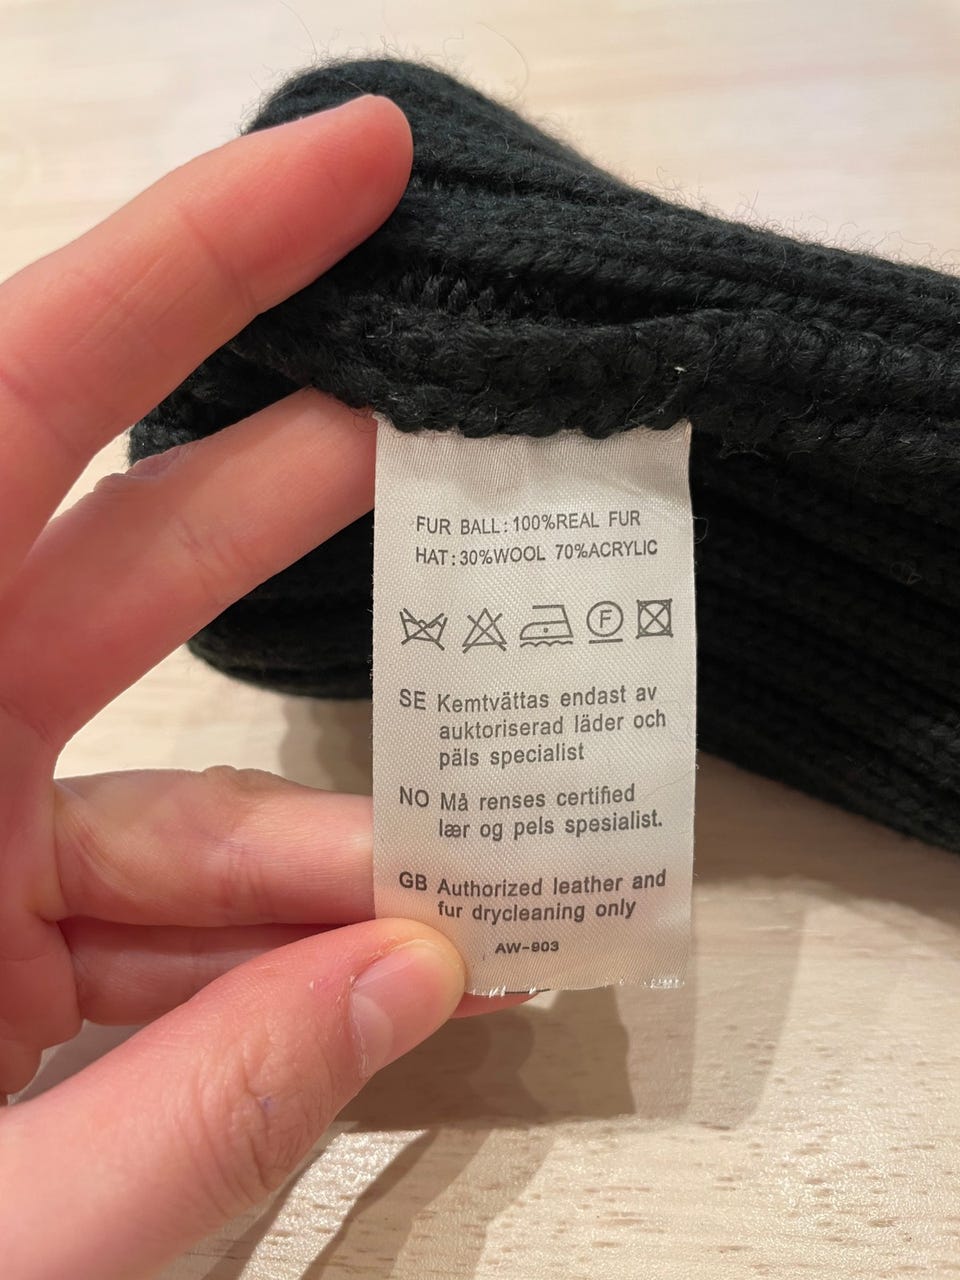 FUR BALL:100%REAL FUR
HAT:30%WOOL 70%ACRYLIC
F
SE Kemtvättas endast av
auktoriserad läder och
päls specialist
NO Må renses certified
lær og pels spesialist.
GB Authorized leather and
fur drycleaning only
AW-903